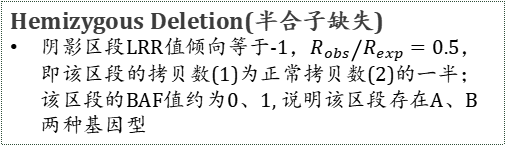 Hemizygous Deletion(半合子缺失)
• 阴影区段LRR值倾向等于-1，R_obs/R_exp = 0.5，
即该区段的拷贝数(1)为正常拷贝数(2)的一半；
该区段的BAF值约为0、1, 说明该区段存在A、B
两种基因型